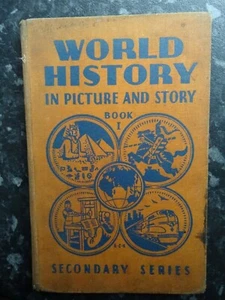 WORLD
HISTORY
IN PICTURE AND STORY
BOOK
I
SECONDARY SERIES